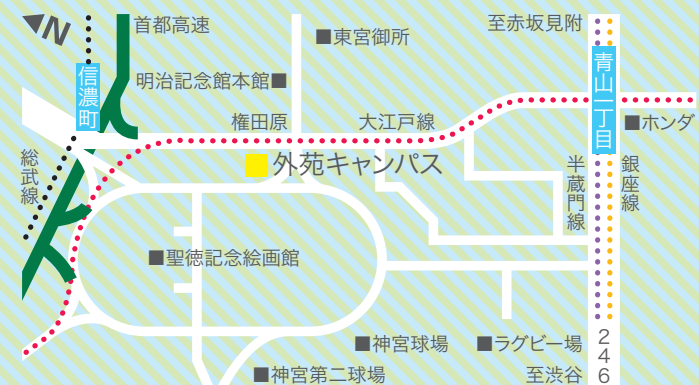 N
首都高速
■東宮御所
至赤坂見附
信濃町
明治記念館本館■
青山一丁目
権田原
大江戸線
■ホンダ
総武線
外苑キャンパス
半蔵門線
銀座線
■聖徳記念絵画館
■神宮球場
■ラグビー場
246
■神宮第二球場
至渋谷